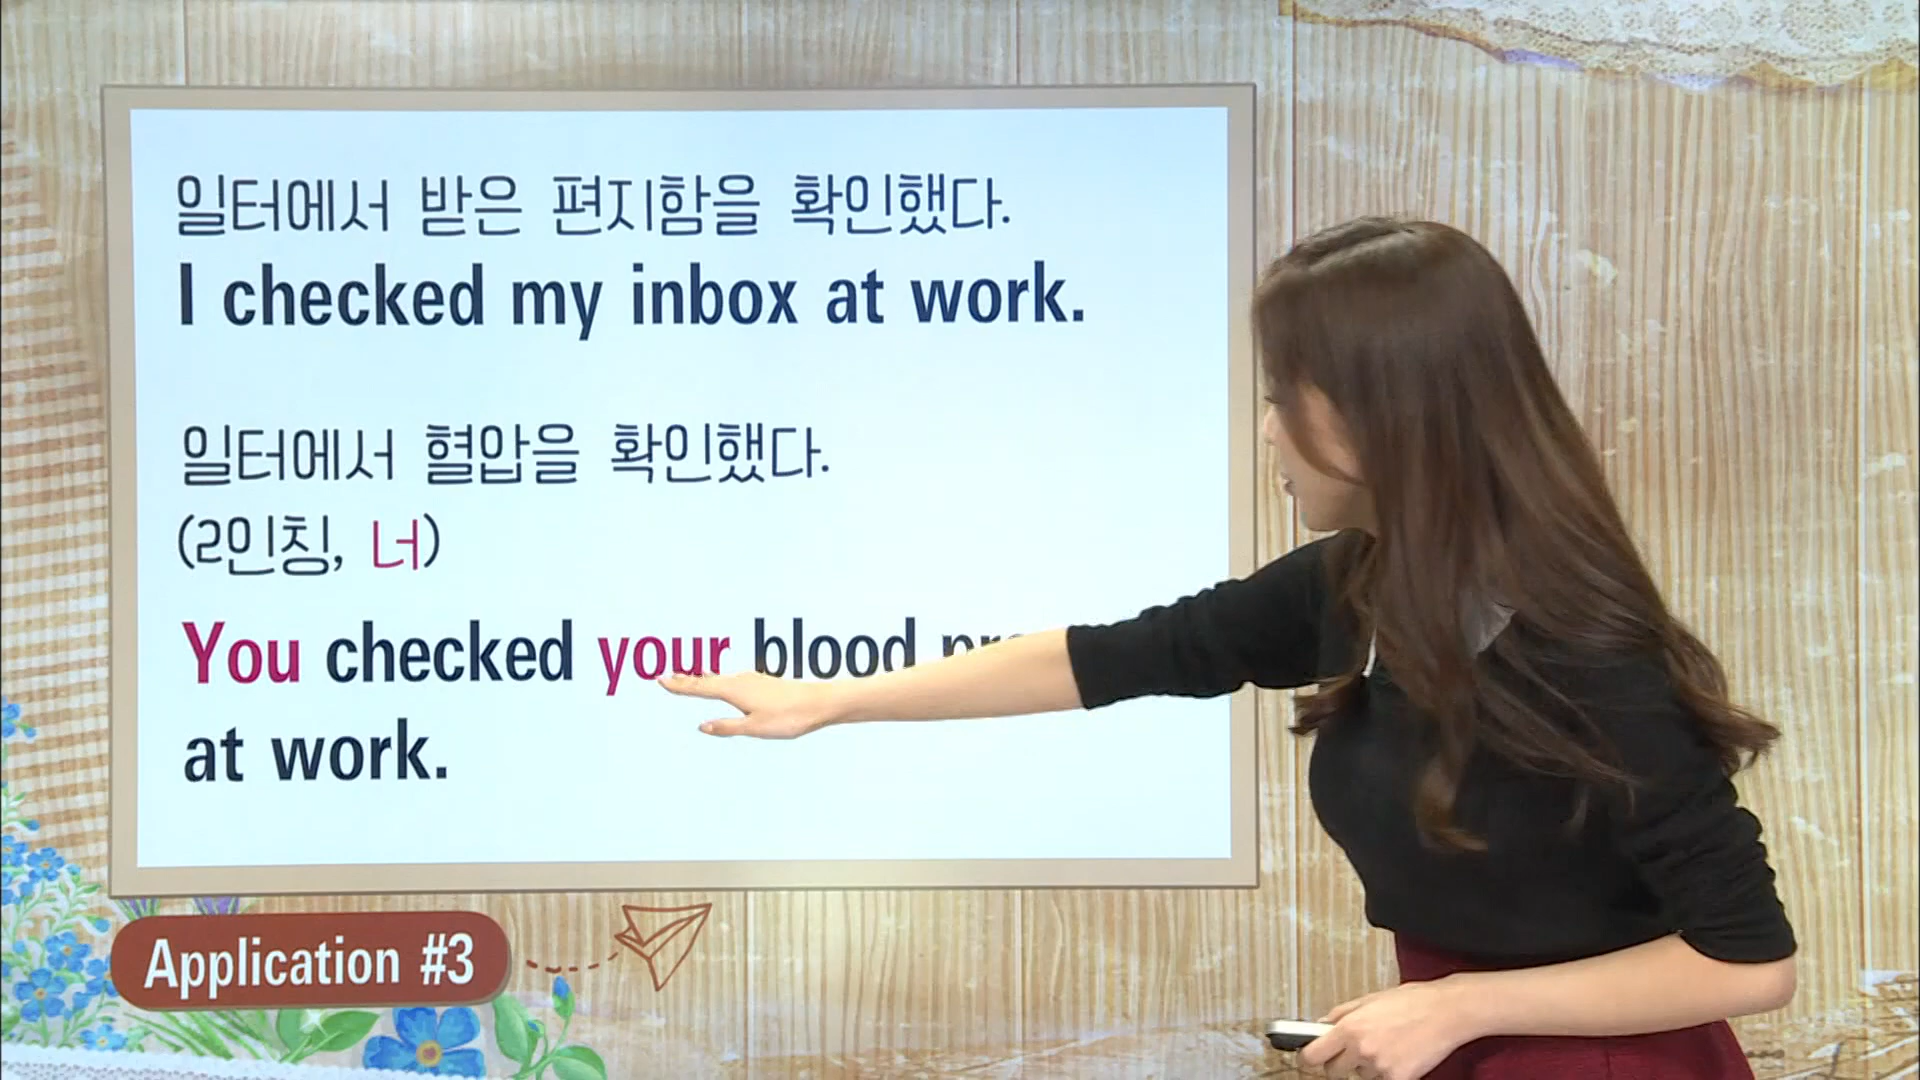 일터에서 받은 편지함을 확인했다.
I checked my inbox at work.
일터에서 혈압을 확인했다.
(2인칭, 너)
You checked your blood
at work.
Application #3